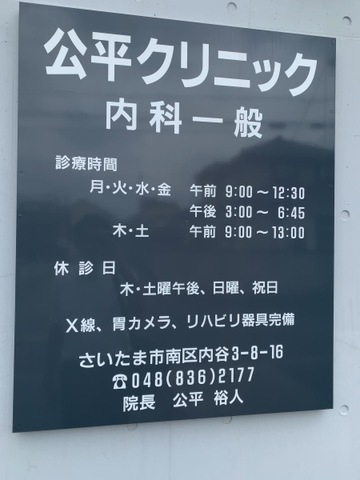 公平クリニック
内科一般
診療時間
月・火・水・金 午前 9:00〜12:30
午後 3:00〜 6:45
木・土 午前 9:00〜13:00
休診日
木・土曜午後、日曜、祝日
X線、胃カメラ、リハビリ器具完備
さいたま市南区内谷3-8-16
☎048(836)2177
院長 公平 裕人